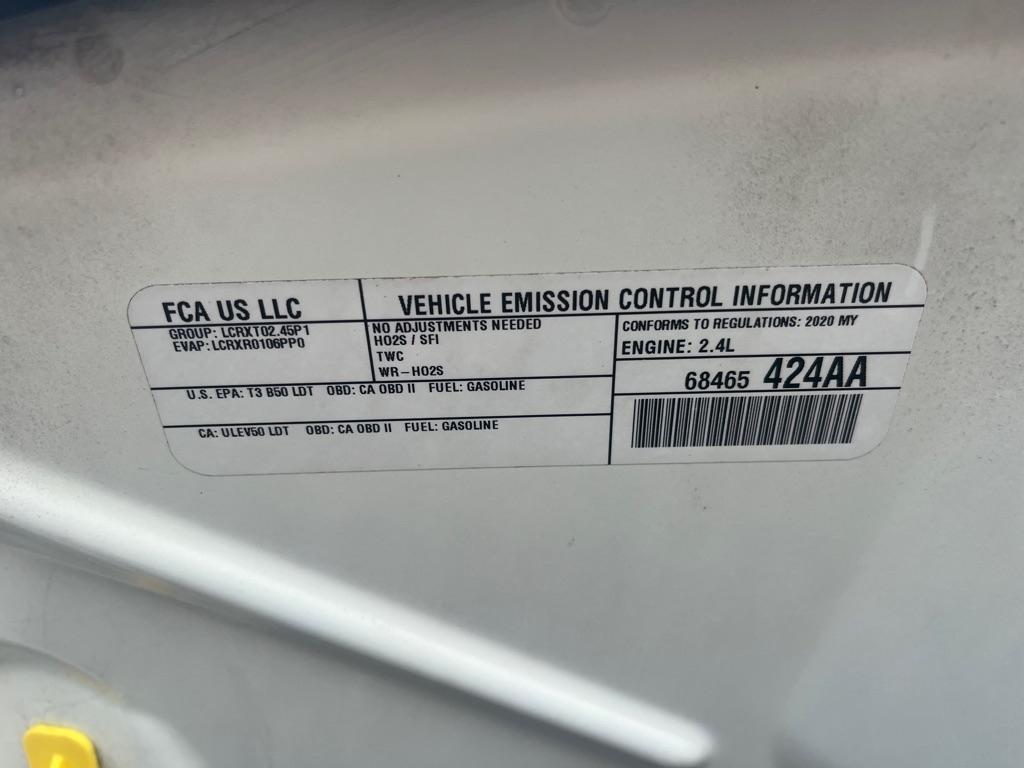 FCA US LLC
GROUP: LCRXT02.45P1
EVAP: LCRXR0106PP0
VEHICLE EMISSION CONTROL INFORMATION
NO ADJUSTMENTS NEEDED
HO2S / SFI
TWC
WR-HO2S
CONFORMS TO REGULATIONS: 2020 MY
ENGINE: 2.4L
68465 424AA
U.S. EPA: T3 B50 LDT OBD: CA OBD II FUEL: GASOLINE
CA: ULEV50 LDT OBD: CA OBD II FUEL: GASOLINE